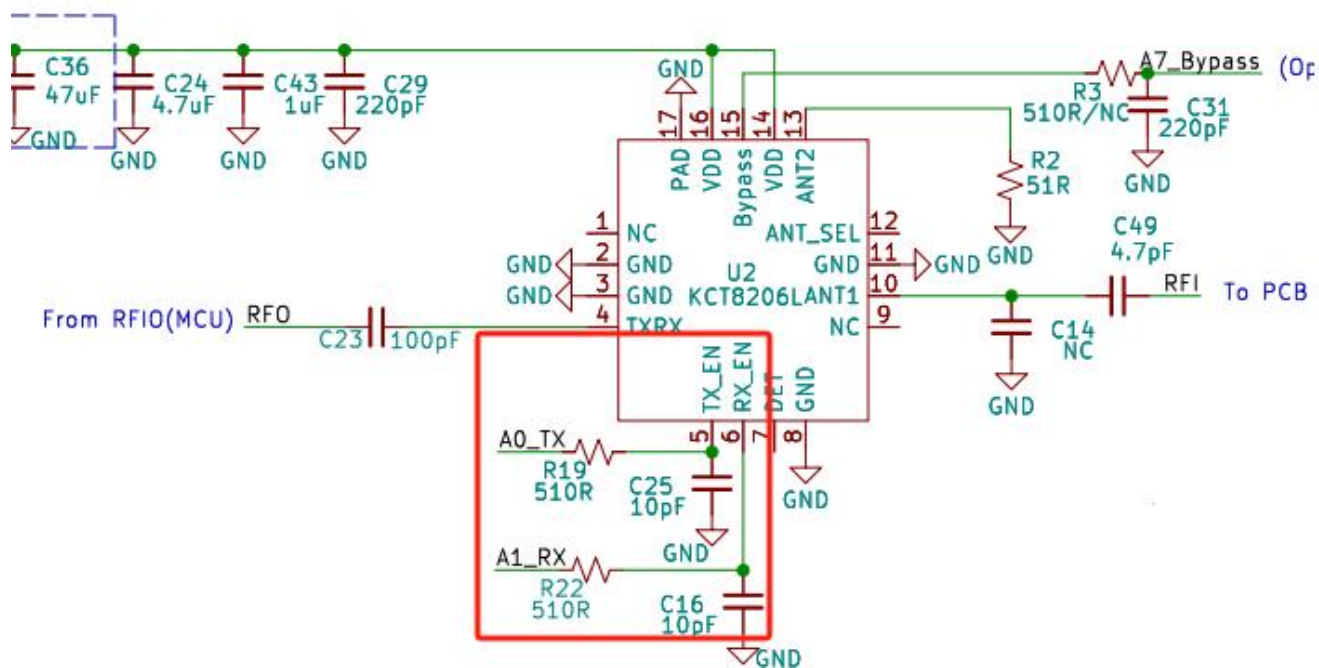 C36
47uF
GND
C24
4.7uF
GND
C43
1uF
GND
C29
220pF
GND
GND
A7_Bypass
(Op
R3
510R/NC
C31
220pF
GND
17
16
15
14
13
PAD
VDD
Bypass
VDD
ANT2
R2
51R
GND
1
NC
ANT_SEL
12
GND
2
GND
GND
11
GND
GND
3
GND
U2
KCT8206L
ANT1
10
C49
4.7pF
RFI
To PCB
From RFIO(MCU)
RFO
C23
100pF
4
TXRX
NC
9
C14
NC
GND
TX_EN
RX_EN
DET
GND
5
6
7
8
GND
A0_TX
R19
510R
C25
10pF
GND
A1_RX
R22
510R
C16
10pF
GND